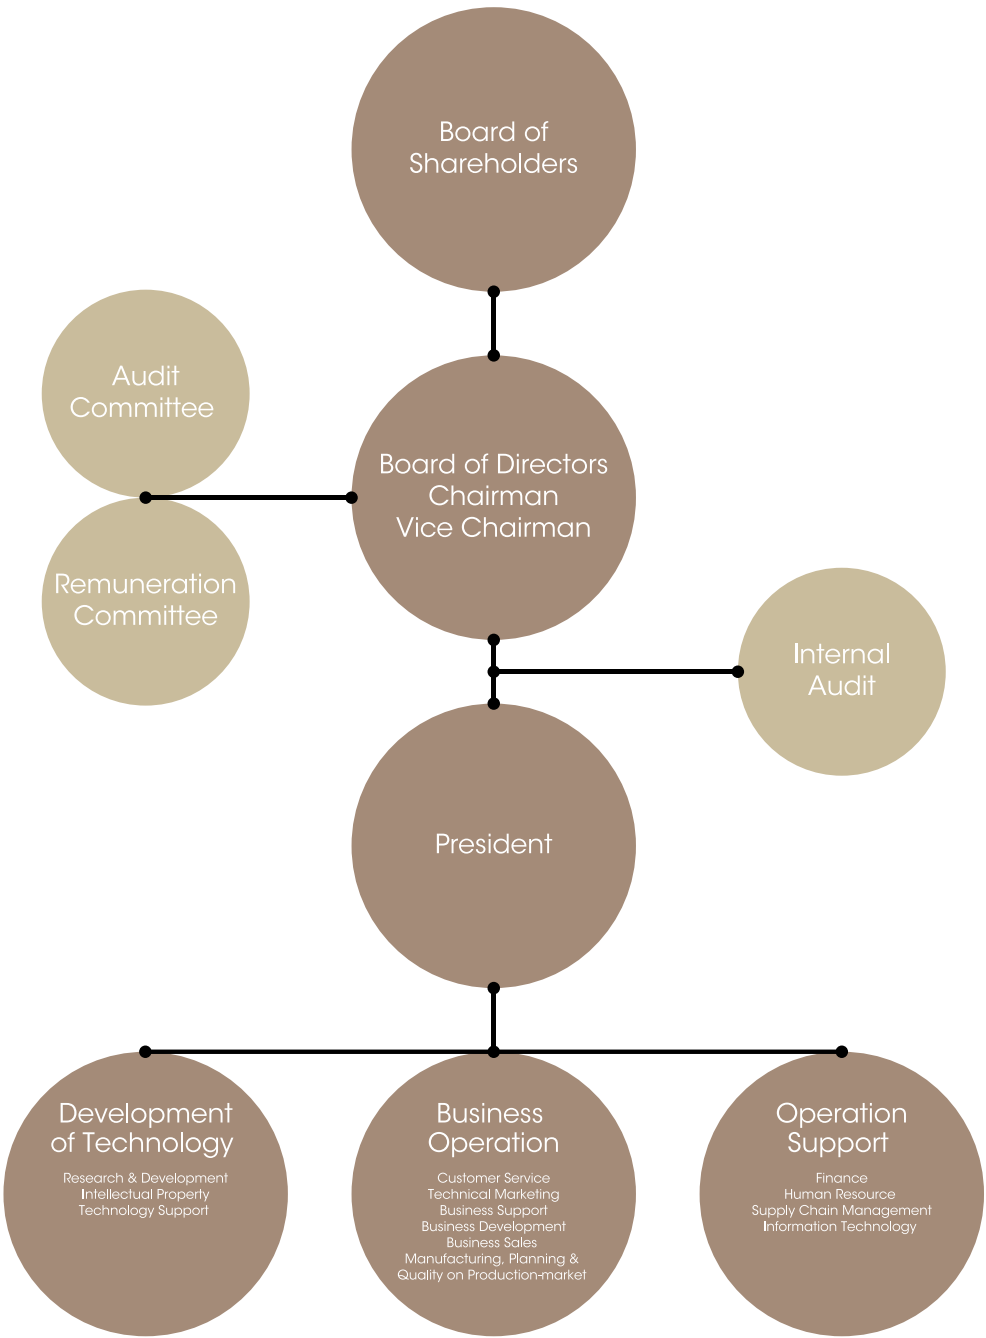 Board of
Shareholders
Audit
Committee
Board of Directors
Chairman
Vice Chairman
Remuneration
Committee
Internal
Audit
President
Development
of Technology
Research & Development
Intellectual Property
Technology Support
Business
Operation
Customer Service
Technical Marketing
Business Support
Business Development
Business Sales
Manufacturing, Planning &
Quality on Production-market
Operation
Support
Finance
Human Resource
Supply Chain Management
Information Technology